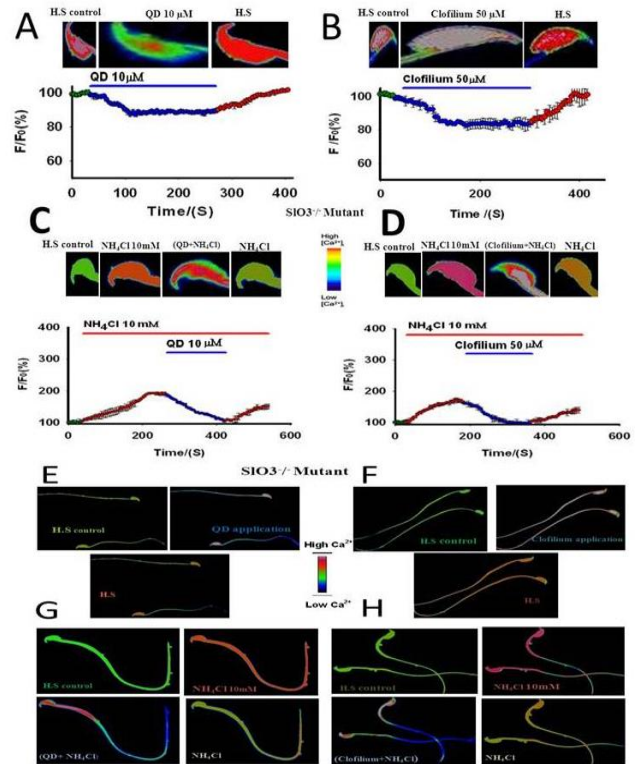 A
H.S control QD 10 µM H.S
QD 10µM
F/F0(%)
100
80
60
0 100 200 300 400
Time/(S)
B
H.S control Clofilium 50 µM H.S
Clofilium 50µM
F/F0(%)
100
80
60
0 200 400
Time /(S)
SlO3-/- Mutant
C
H.S control NH4Cl 10mM (QD+NH4Cl) NH4Cl
High
[Ca²⁺]i
Low
[Ca²⁺]i
NH4Cl 10 mM
QD 10 µM
F/F0(%)
400
300
200
100
0 200 400 600
Time/(S)
D
H.S control NH4Cl 10mM (Clofilium+NH4Cl) NH4Cl
NH4Cl 10 mM
Clofilium 50 µM
F/F0(%)
400
300
200
100
0 200 400 600
Time/(S)
SlO3-/- Mutant
E
H.S control
QD application
H.S
High Ca²⁺
Low Ca²⁺
F
H.S control
Clofilium application
H.S
G
H.S control
NH4Cl 10mM
(QD+ NH4Cl)
NH4Cl
H
H.S control
NH4Cl 10mM
(Clofilium+NH4Cl)
NH4Cl